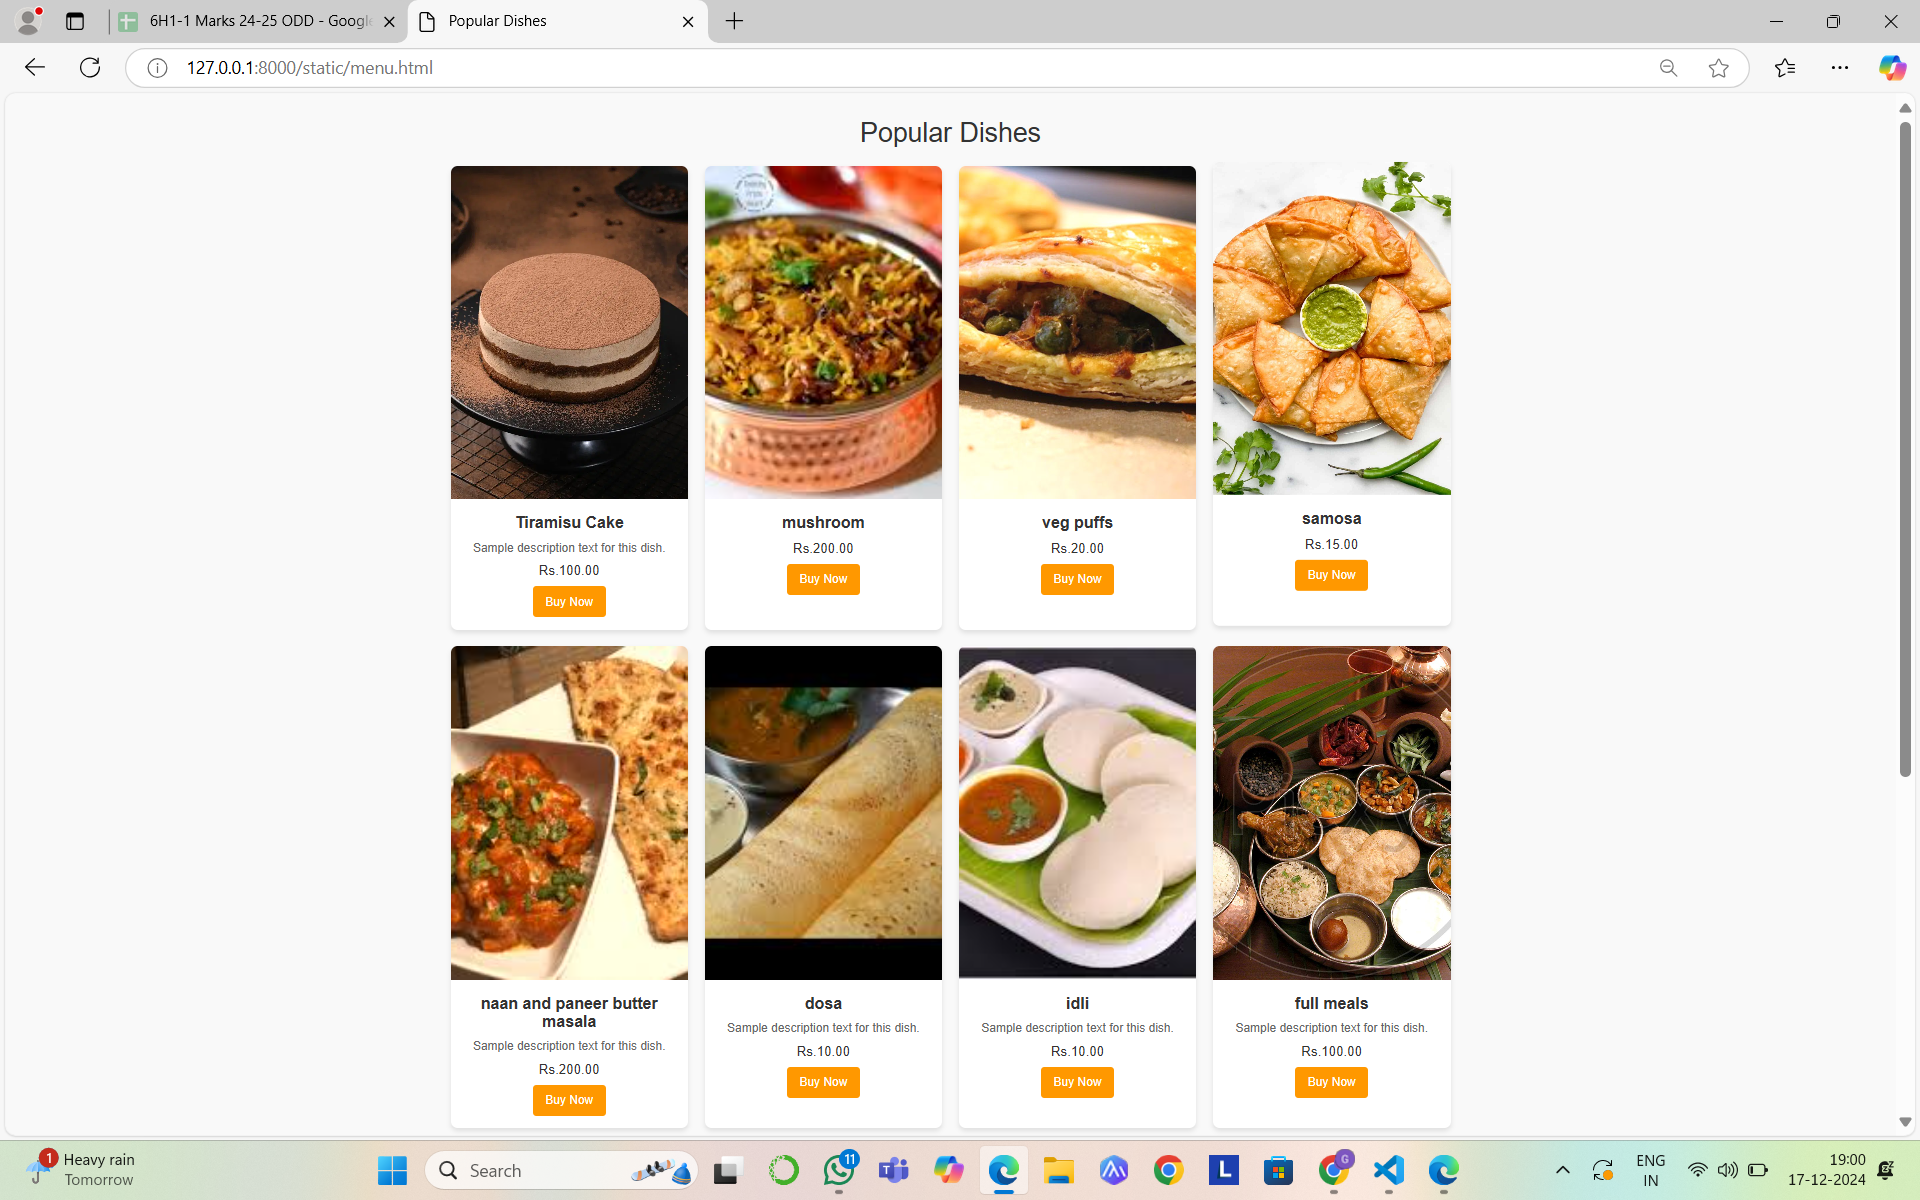 6H1-1 Marks 24-25 ODD - Google
Popular Dishes
127.0.0.1:8000/static/menu.html
Popular Dishes
Tiramisu Cake
Sample description text for this dish.
Rs.100.00
Buy Now
mushroom
Rs.200.00
Buy Now
veg puffs
Rs.20.00
Buy Now
samosa
Rs.15.00
Buy Now
naan and paneer butter
masala
Sample description text for this dish.
Rs.200.00
Buy Now
dosa
Sample description text for this dish.
Rs.10.00
Buy Now
idli
Sample description text for this dish.
Rs.10.00
Buy Now
full meals
Sample description text for this dish.
Rs.100.00
Buy Now
1
Heavy rain
Tomorrow
Search
11
T
L
G
ENG
IN
19:00
17-12-2024